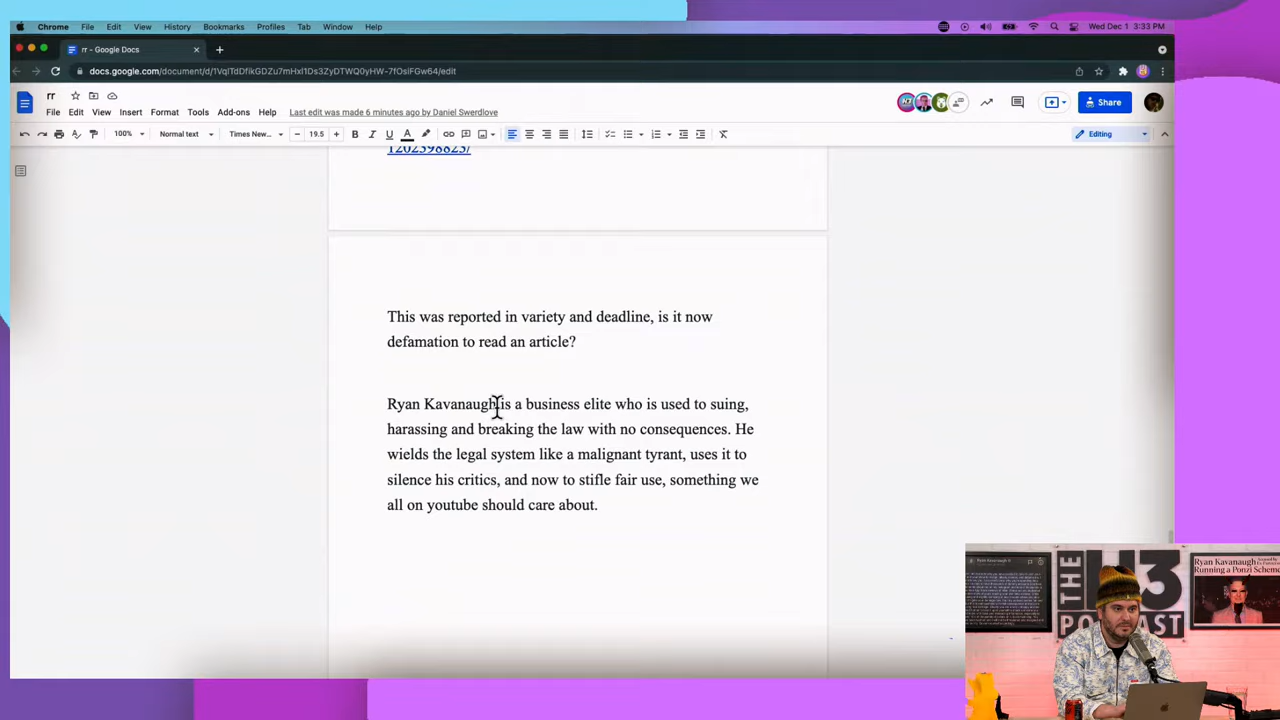 Chrome File Edit View History Bookmarks Profiles Tab Window Help Wed Dec 1 3:33 PM
rr - Google Docs
docs.google.com/document/d/1VqiTdDfikGDZu7mHxI1Ds3ZyDTWQ0yHW-7fOsiFGw64/edit
rr
File Edit View Insert Format Tools Add-ons Help Last edit was made 6 minutes ago by Daniel Swerdlove
Share
100% Normal text Times New... 19.5 Editing
1202398823/
This was reported in variety and deadline, is it now
defamation to read an article?
Ryan Kavanaugh is a business elite who is used to suing,
harassing and breaking the law with no consequences. He
wields the legal system like a malignant tyrant, uses it to
silence his critics, and now to stifle fair use, something we
all on youtube should care about.
THE H3
PODCAST
Ryan Kavanaugh
Running a Ponzi Scheme